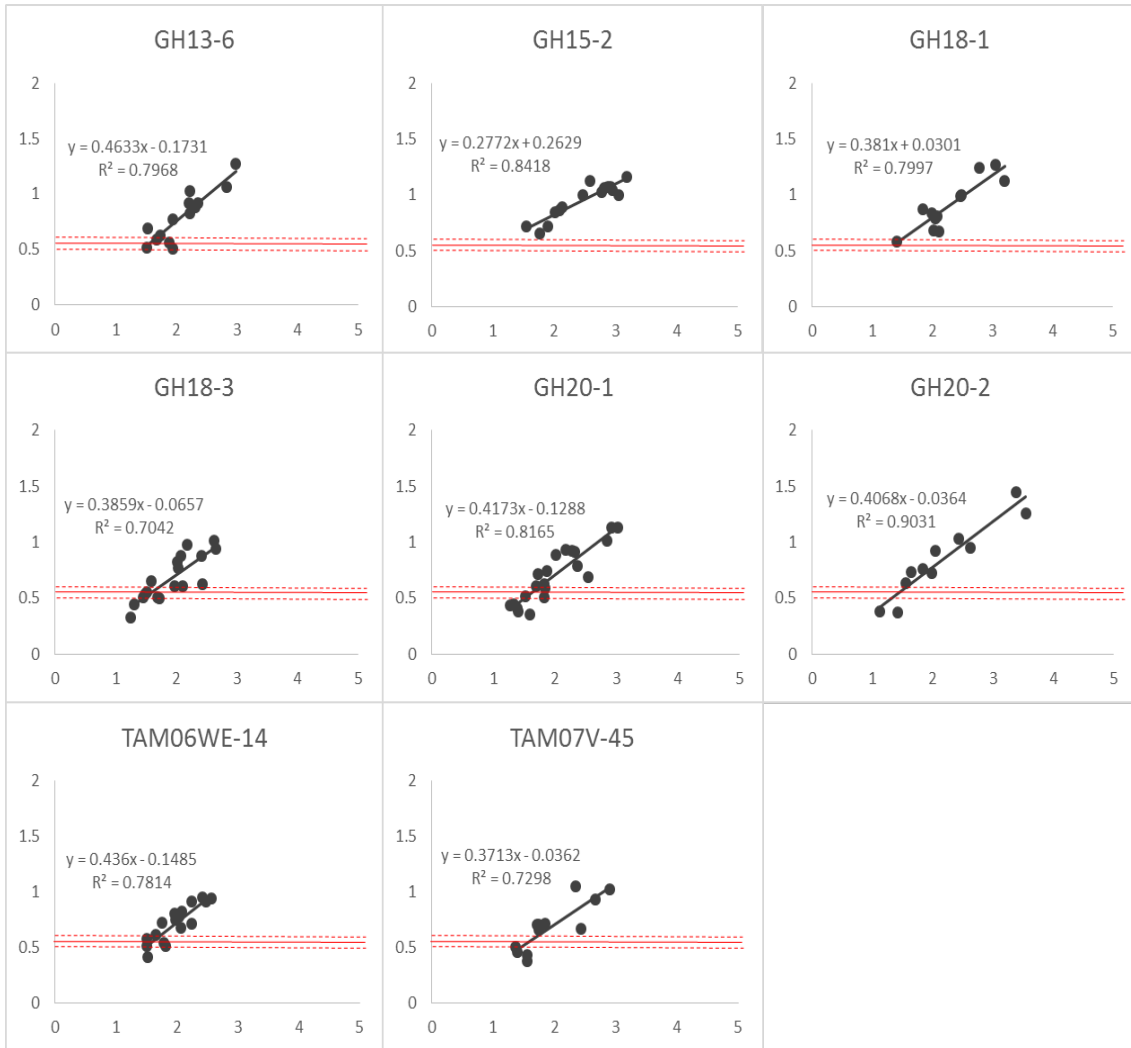 GH13-6
2
1.5
1
0.5
0
0 1 2 3 4 5
y = 0.4633x - 0.1731
R² = 0.7968
GH15-2
2
1.5
1
0.5
0
0 1 2 3 4 5
y = 0.2772x + 0.2629
R² = 0.8418
GH18-1
2
1.5
1
0.5
0
0 1 2 3 4 5
y = 0.381x + 0.0301
R² = 0.7997
GH18-3
2
1.5
1
0.5
0
0 1 2 3 4 5
y = 0.3859x - 0.0657
R² = 0.7042
GH20-1
2
1.5
1
0.5
0
0 1 2 3 4 5
y = 0.4173x - 0.1288
R² = 0.8165
GH20-2
2
1.5
1
0.5
0
0 1 2 3 4 5
y = 0.4068x - 0.0364
R² = 0.9031
TAM06WE-14
2
1.5
1
0.5
0
0 1 2 3 4 5
y = 0.436x - 0.1485
R² = 0.7814
TAM07V-45
2
1.5
1
0.5
0
0 1 2 3 4 5
y = 0.3713x - 0.0362
R² = 0.7298